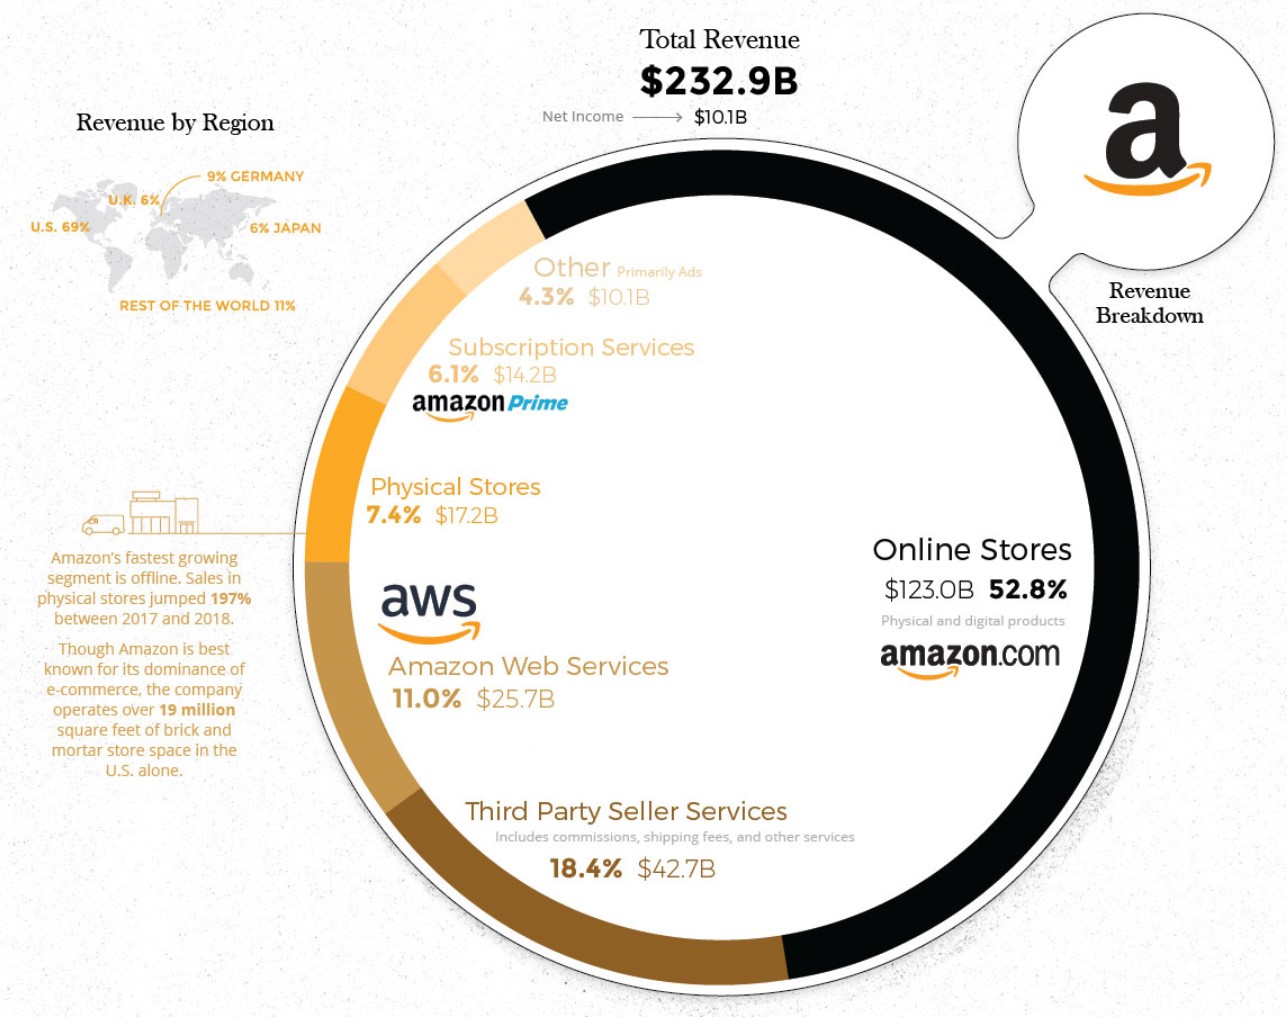 Total Revenue
$232.9B
Net Income $10.1B
a
Revenue
Breakdown
Revenue by Region
9% GERMANY
U.K. 6%
U.S. 69%
6% JAPAN
REST OF THE WORLD 11%
Other Primarily Ads
4.3% $10.1B
Subscription Services
6.1% $14.2B
amazon Prime
Physical Stores
7.4% $17.2B
Amazon's fastest growing
segment is offline. Sales in
physical stores jumped 197%
between 2017 and 2018.
Though Amazon is best
known for its dominance of
e-commerce, the company
operates over 19 million
square feet of brick and
mortar store space in the
U.S. alone.
aws
Amazon Web Services
11.0% $25.7B
Online Stores
$123.0B 52.8%
Physical and digital products
amazon.com
Third Party Seller Services
Includes commissions, shipping fees, and other services
18.4% $42.7B